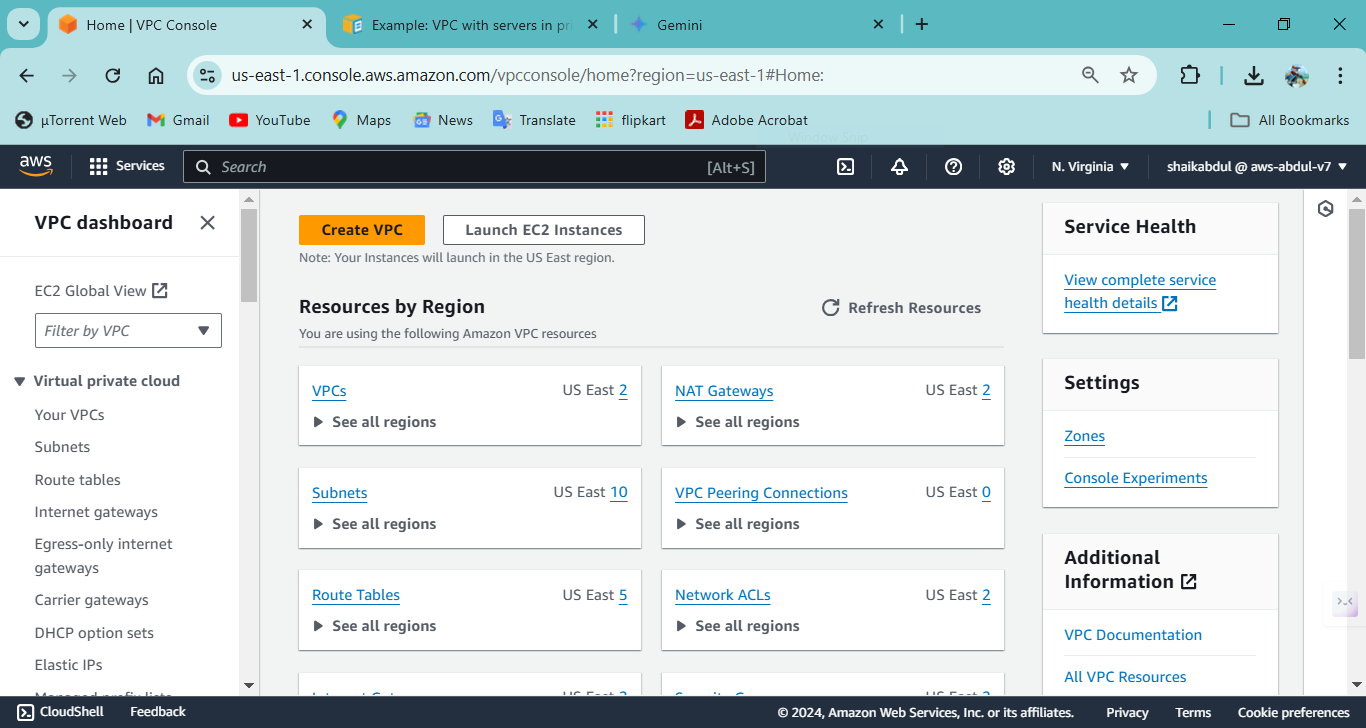 Home | VPC Console
Example: VPC with servers in pri
Gemini
us-east-1.console.aws.amazon.com/vpcconsole/home?region=us-east-1#Home:
µTorrent Web
Gmail
YouTube
Maps
News
Translate
flipkart
Adobe Acrobat
All Bookmarks
aws
Services
Search
[Alt+S]
N. Virginia
shaikabdul @ aws-abdul-v7
VPC dashboard
EC2 Global View
Filter by VPC
Virtual private cloud
Your VPCs
Subnets
Route tables
Internet gateways
Egress-only internet
gateways
Carrier gateways
DHCP option sets
Elastic IPs
Managed prefix lists
Create VPC
Launch EC2 Instances
Note: Your Instances will launch in the US East region.
Resources by Region
Refresh Resources
You are using the following Amazon VPC resources
VPCs
US East 2
See all regions
NAT Gateways
US East 2
See all regions
Subnets
US East 10
See all regions
VPC Peering Connections
US East 0
See all regions
Route Tables
US East 5
See all regions
Network ACLs
US East 2
See all regions
Service Health
View complete service
health details
Settings
Zones
Console Experiments
Additional
Information
VPC Documentation
All VPC Resources
CloudShell
Feedback
© 2024, Amazon Web Services, Inc. or its affiliates.
Privacy
Terms
Cookie preferences